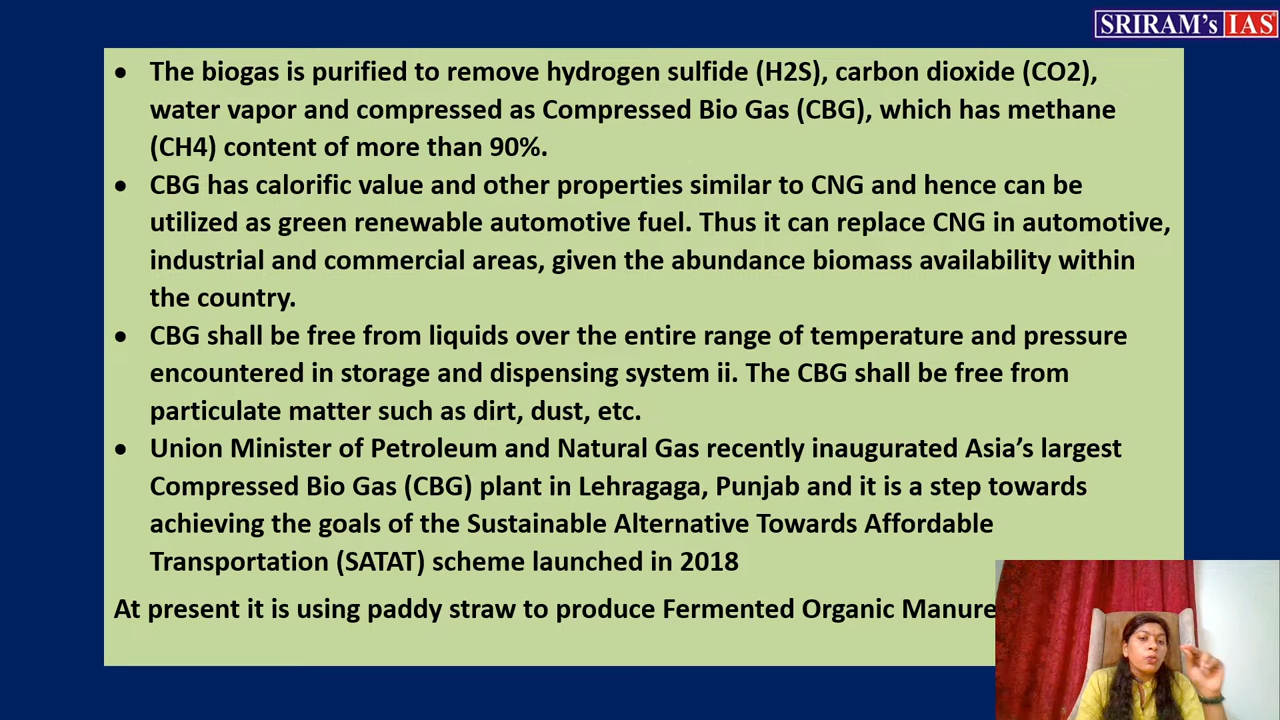 SRIRAM's IAS
• The biogas is purified to remove hydrogen sulfide (H2S), carbon dioxide (CO2),
water vapor and compressed as Compressed Bio Gas (CBG), which has methane
(CH4) content of more than 90%.
• CBG has calorific value and other properties similar to CNG and hence can be
utilized as green renewable automotive fuel. Thus it can replace CNG in automotive,
industrial and commercial areas, given the abundance biomass availability within
the country.
• CBG shall be free from liquids over the entire range of temperature and pressure
encountered in storage and dispensing system ii. The CBG shall be free from
particulate matter such as dirt, dust, etc.
• Union Minister of Petroleum and Natural Gas recently inaugurated Asia’s largest
Compressed Bio Gas (CBG) plant in Lehragaga, Punjab and it is a step towards
achieving the goals of the Sustainable Alternative Towards Affordable
Transportation (SATAT) scheme launched in 2018
At present it is using paddy straw to produce Fermented Organic Manure